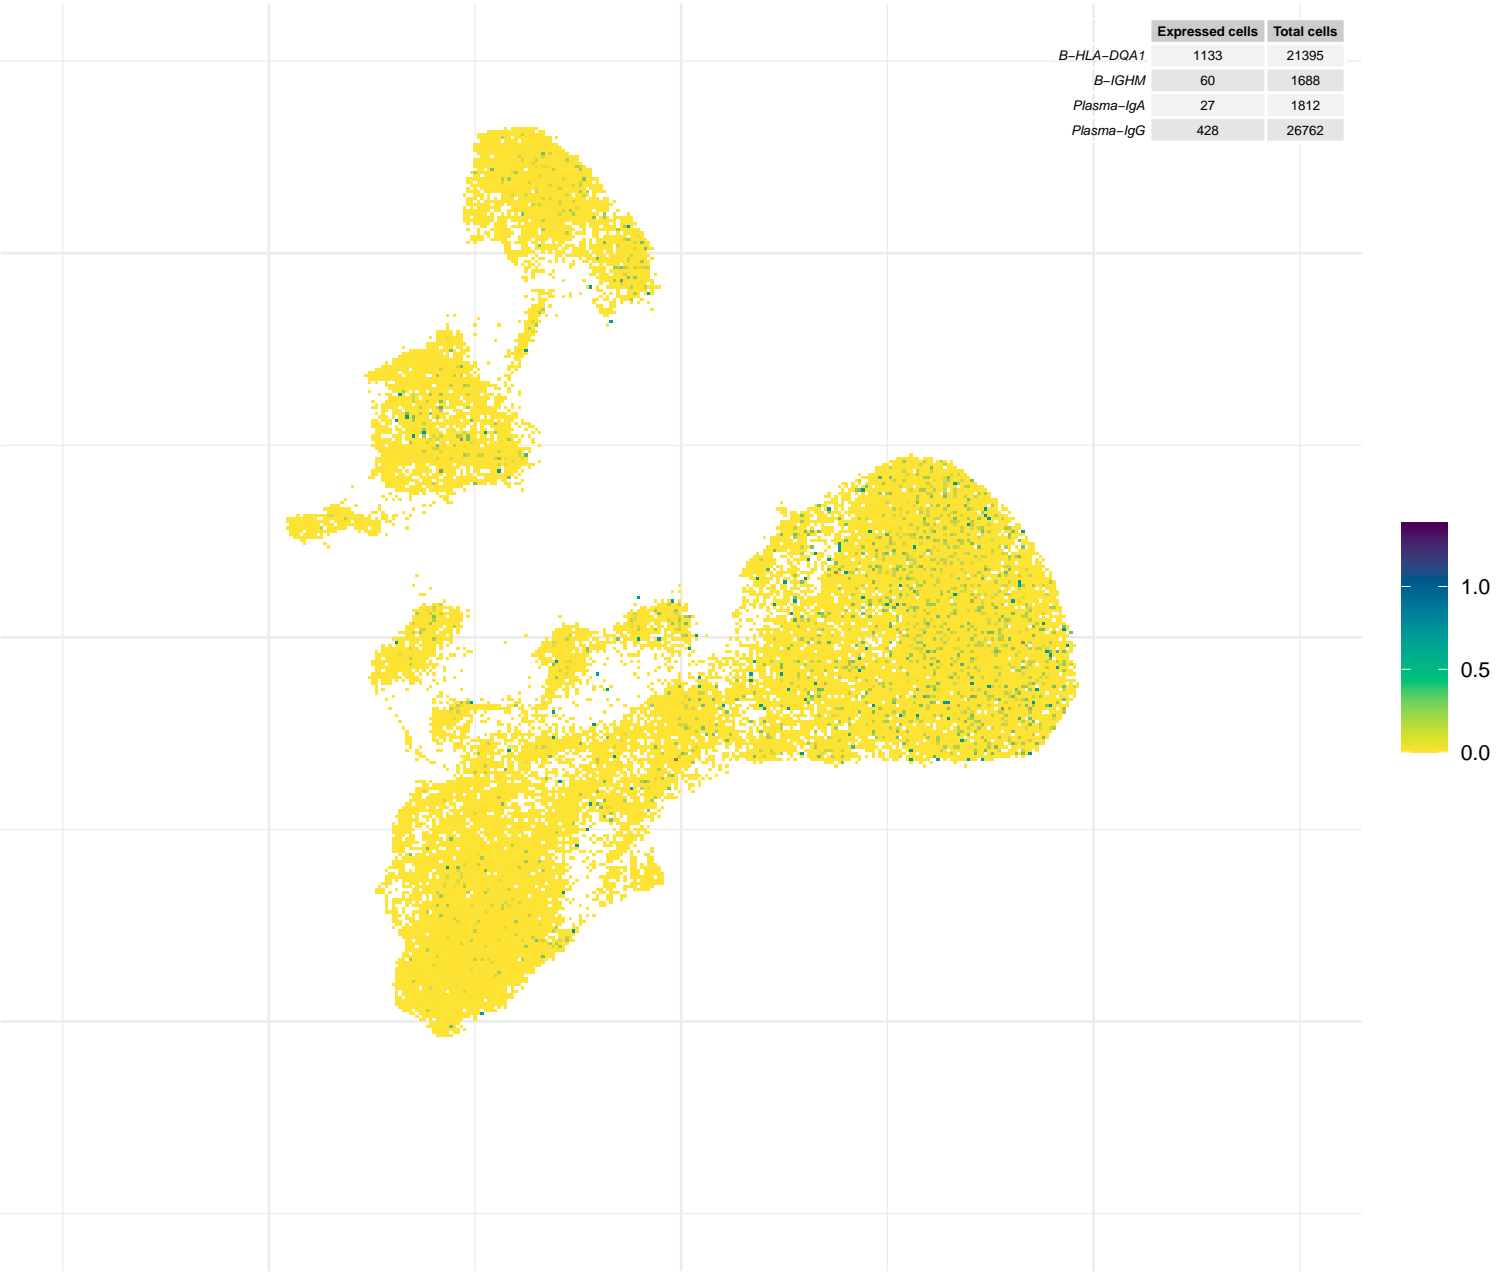 Expressed cells Total cells
B−HLA−DQA1 1133 21395
B−IGHM 60 1688
Plasma−IgA 27 1812
Plasma−IgG 428 26762
1.0
0.5
0.0